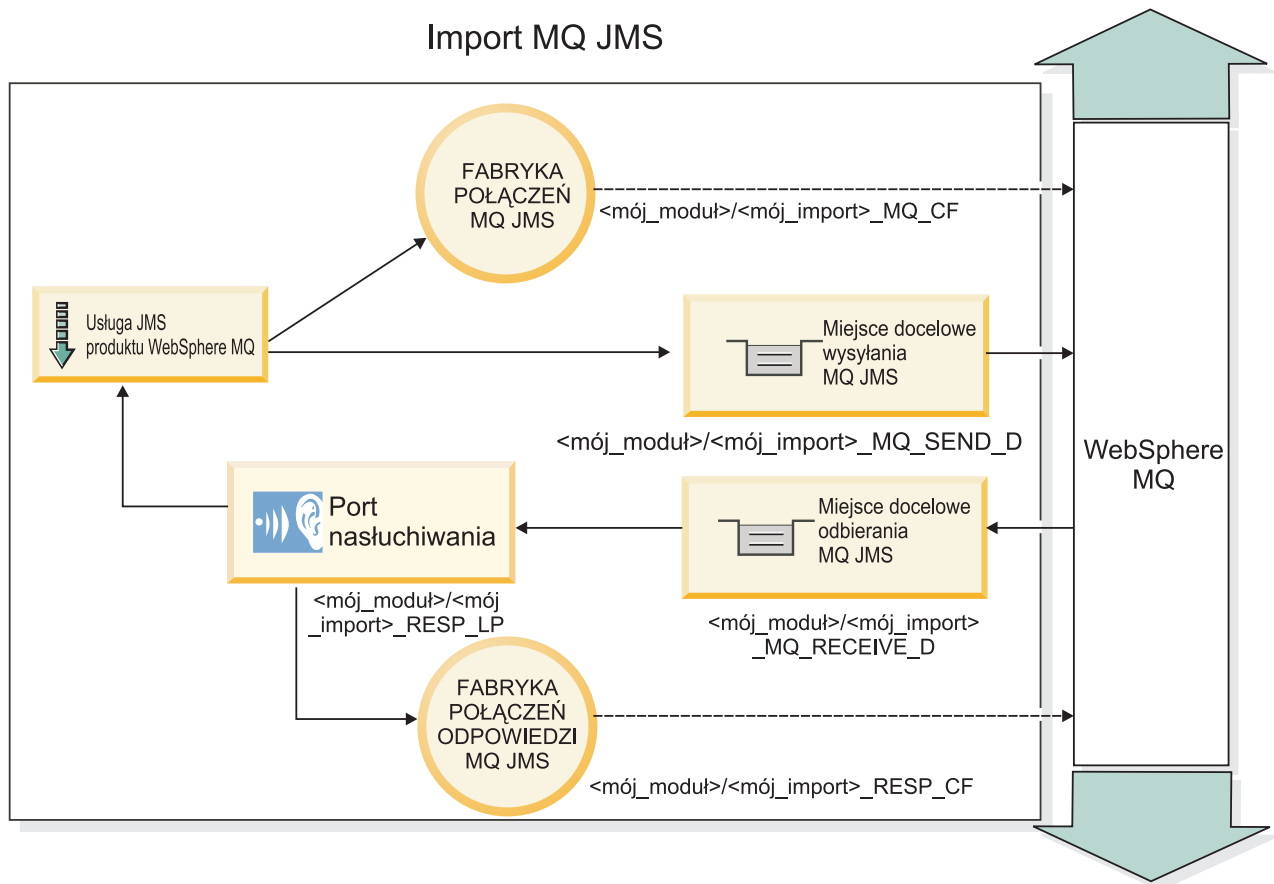 Import MQ JMS
FABRYKA
POŁĄCZEŃ
MQ JMS
<mój_moduł>/<mój_import>_MQ_CF
Usługa JMS
produktu WebSphere MQ
Miejsce docelowe
wysyłania
MQ JMS
<mój_moduł>/<mój_import>_MQ_SEND_D
WebSphere
MQ
Port
nasłuchiwania
Miejsce docelowe
odbierania
MQ JMS
<mój_moduł>/<mój
_import>_RESP_LP
<mój_moduł>/<mój_import>
_MQ_RECEIVE_D
FABRYKA
POŁĄCZEŃ
ODPOWIEDZI
MQ JMS
<mój_moduł>/<mój_import>_RESP_CF